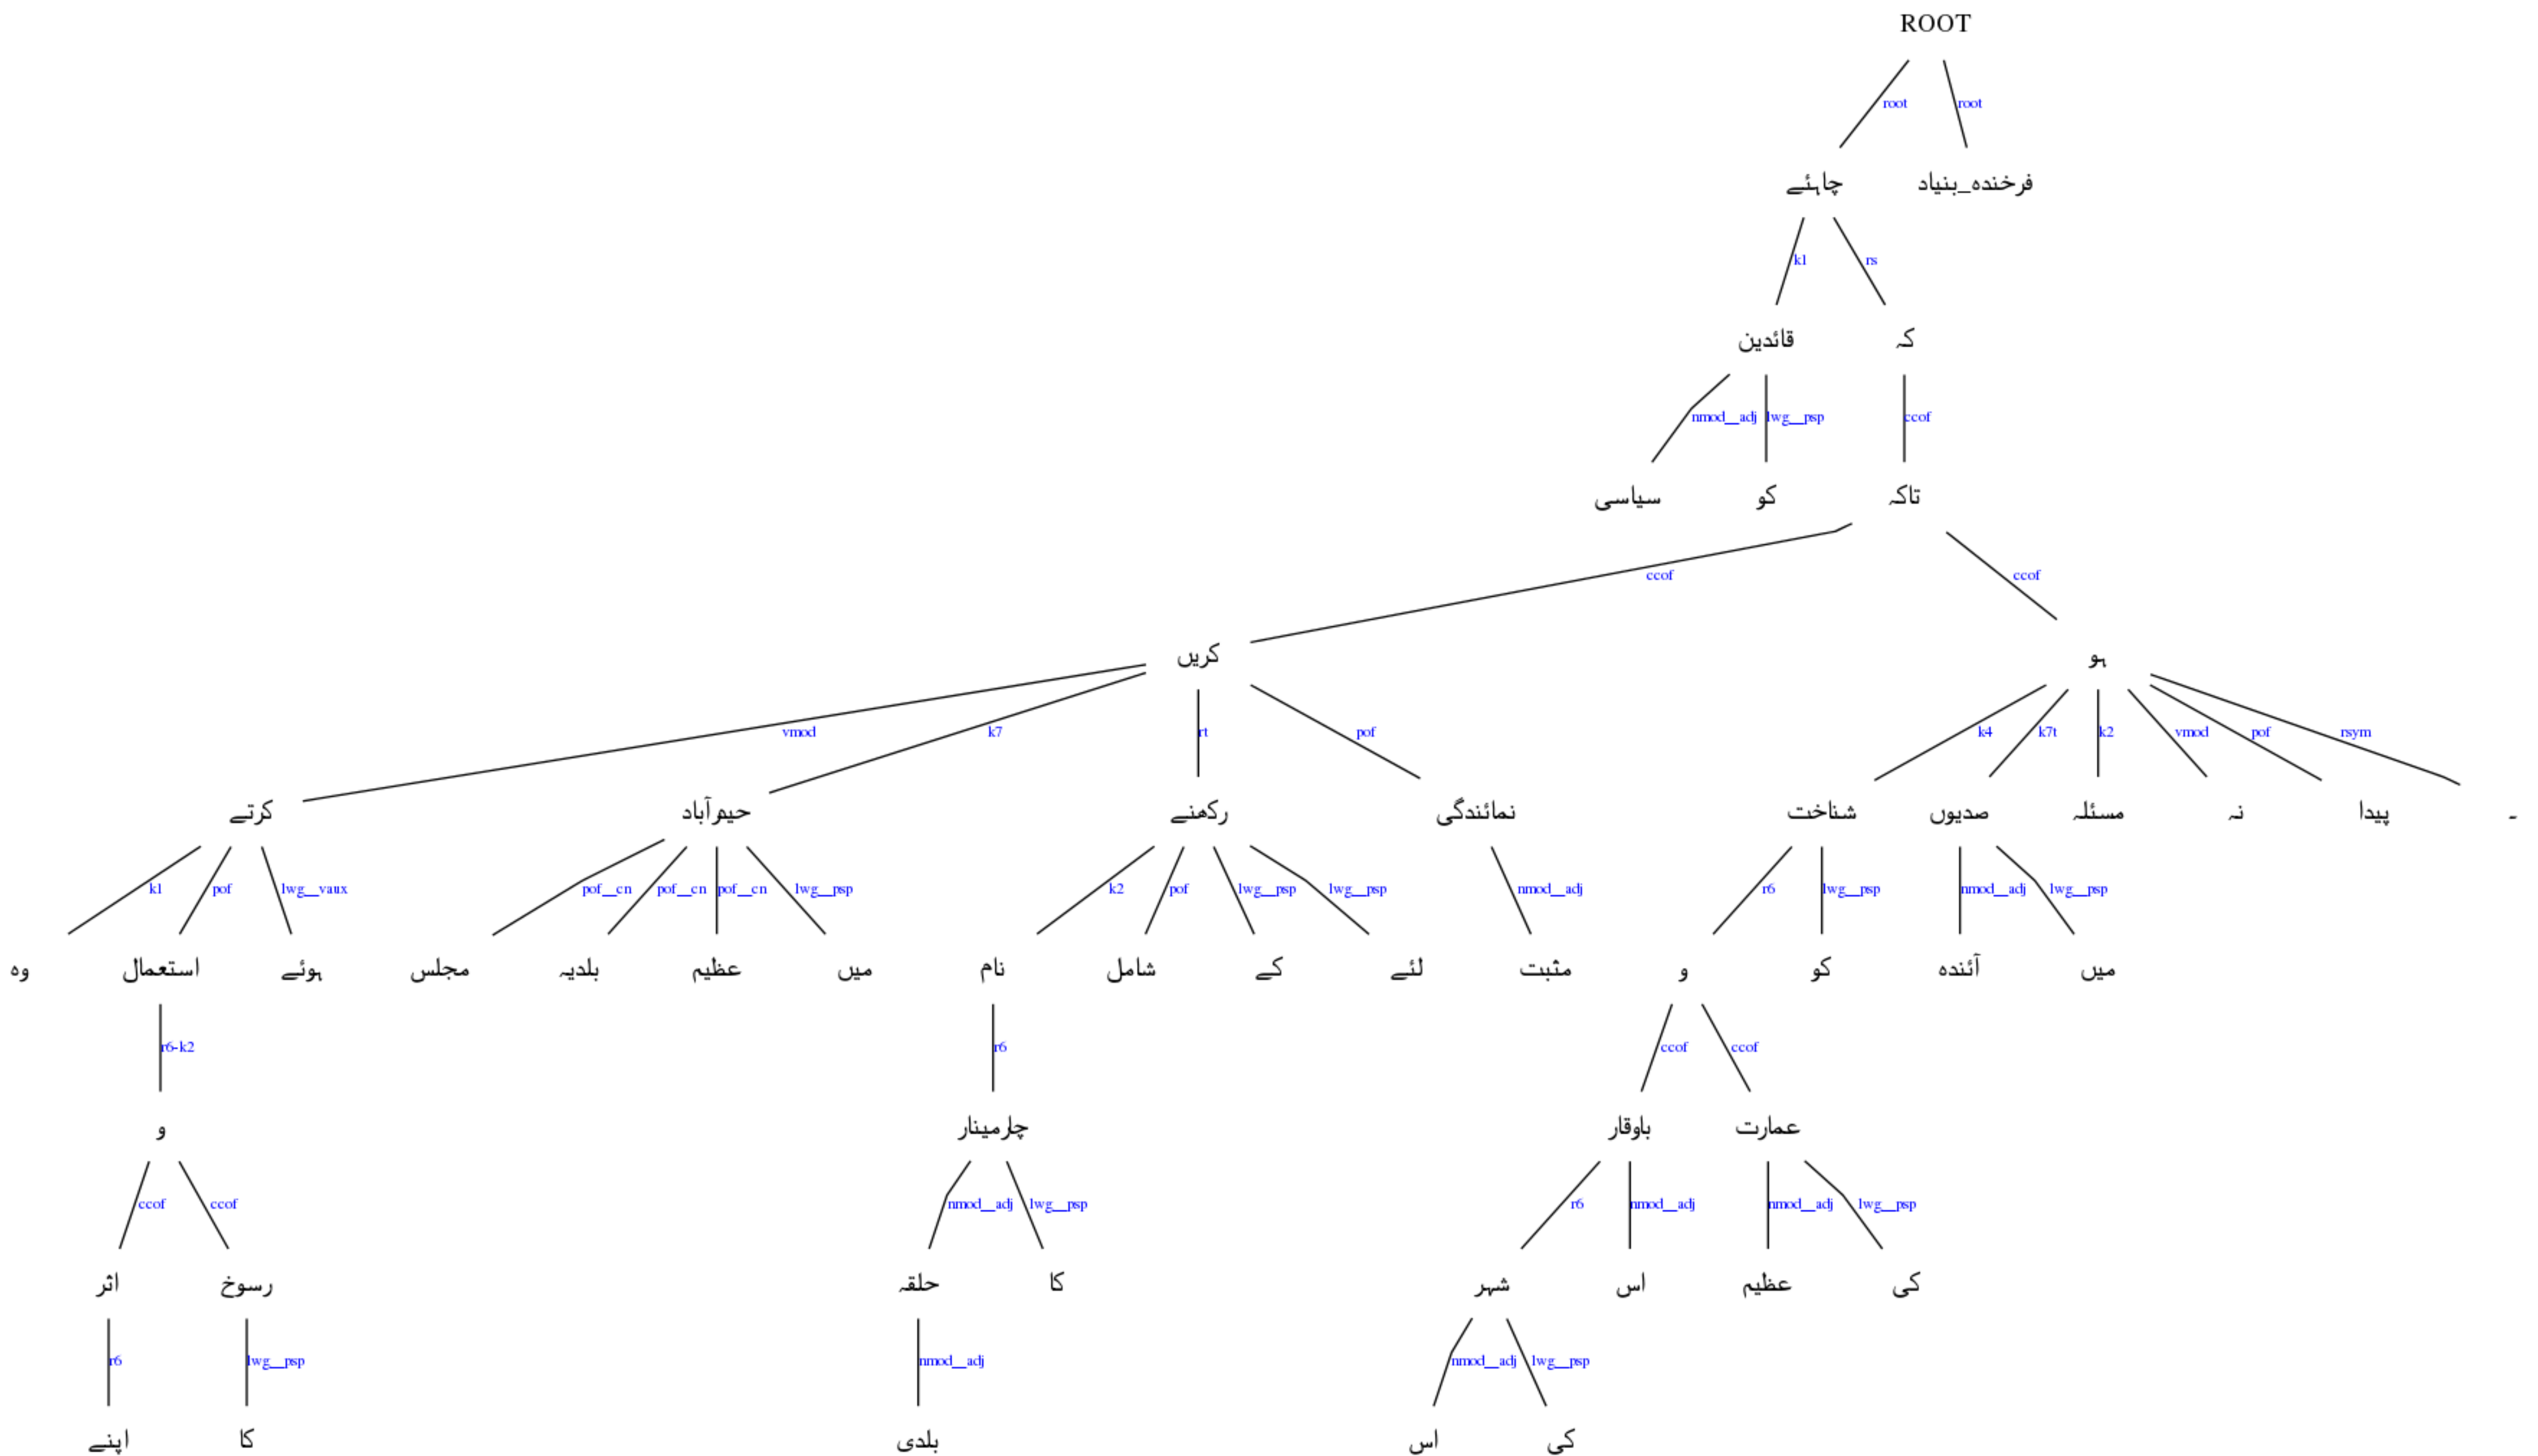 ROOT
root root
چاہئے فرخندہ_بنیاد
k1 rs
قائدین کہ
nmod__adj lwg__psp ccof
سیاسی کو تاکہ
ccof ccof
کریں ہو
vmod k7 rt pof k4 k7t k2 vmod pof rsym
کرتے رکھنے نمائندگی شناخت صدیوں مسئلہ نہ پیدا ۔
k1 pof lwg__vaux pof__cn pof__cn pof__cn lwg__psp k2 pof lwg__psp lwg__psp nmod__adj r6 lwg__psp nmod__adj lwg__psp
وہ استعمال ہوئے مجلس بلدیہ عظیم میں نام شامل کے لئے مثبت و کو آئندہ میں
r6-k2 r6 ccof ccof
و چارمینار باوقار عمارت
ccof ccof nmod__adj lwg__psp r6 nmod__adj nmod__adj lwg__psp
اثر رسوخ حلقہ کا شہر اس عظیم کی
r6 lwg__psp nmod__adj nmod__adj lwg__psp
اپنے کا بلدی اس کی